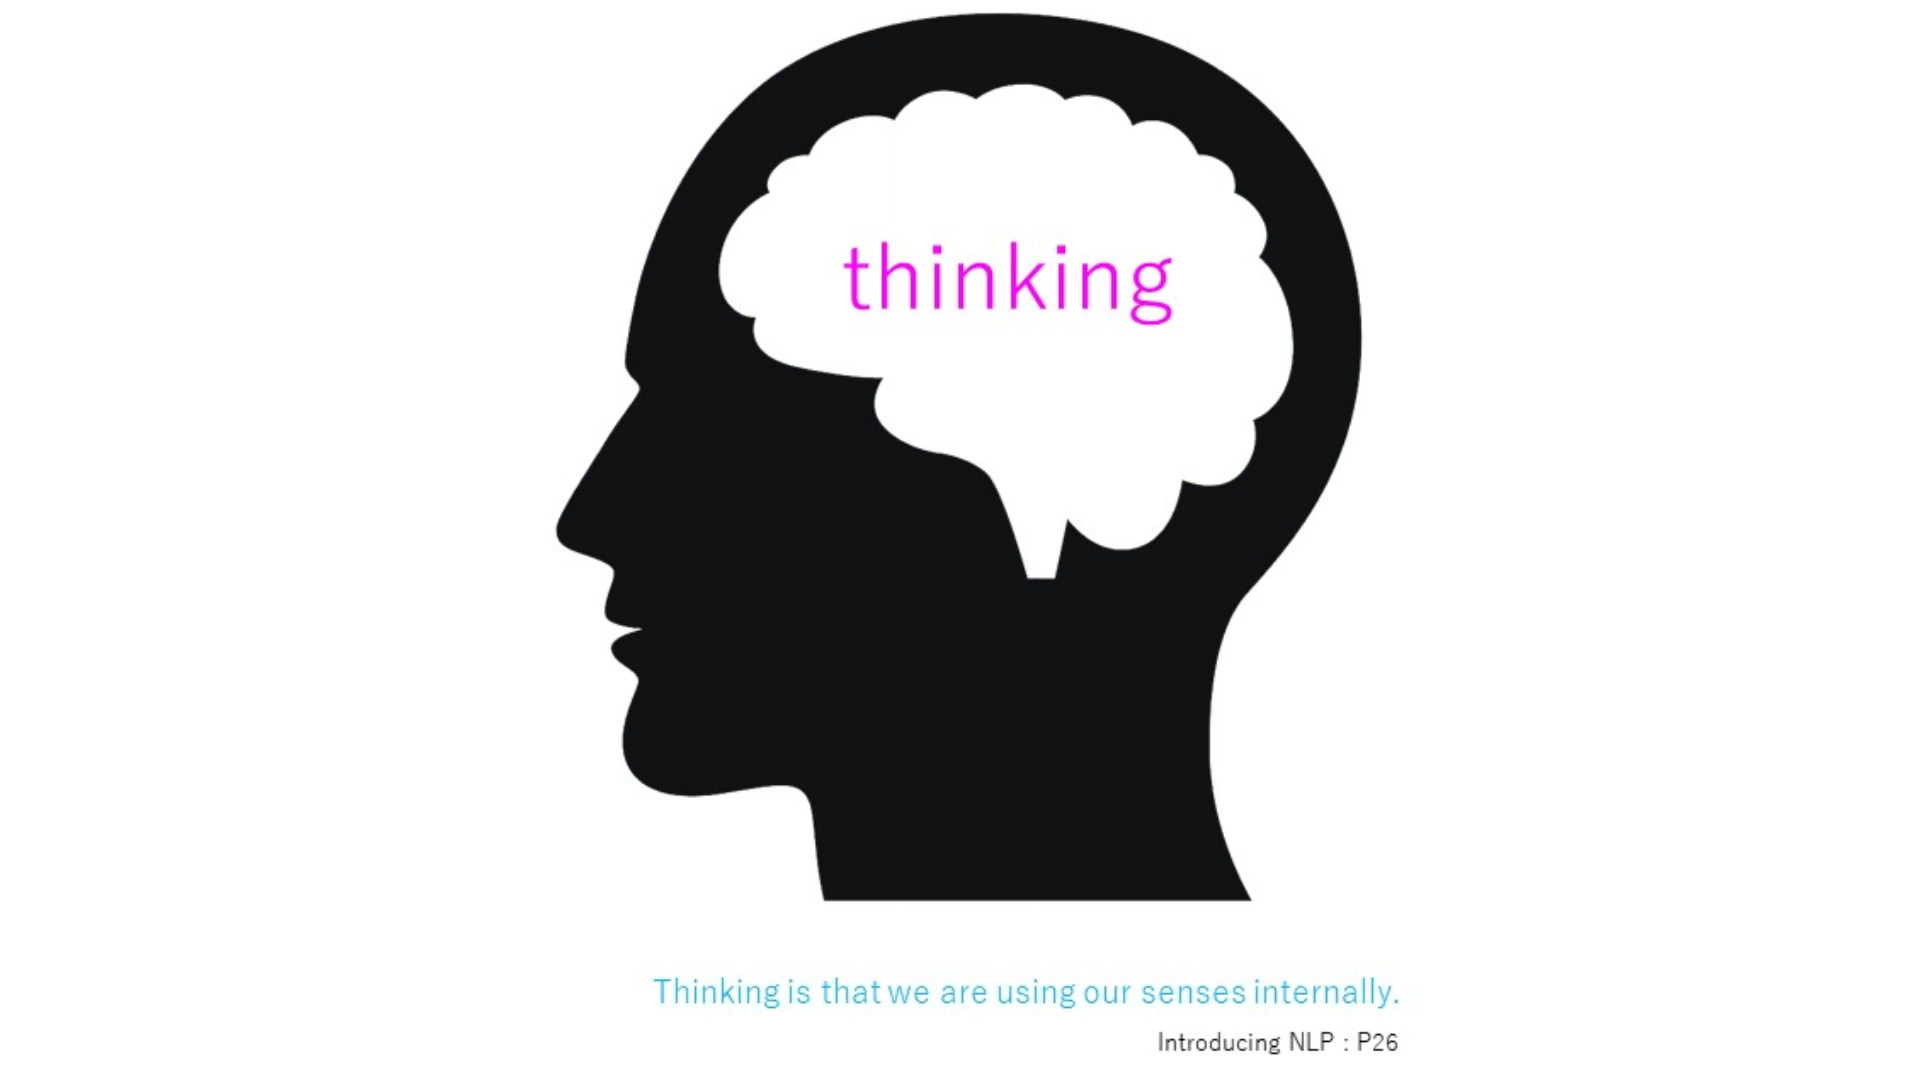 thinking
Thinking is that we are using our senses internally.
Introducing NLP : P26